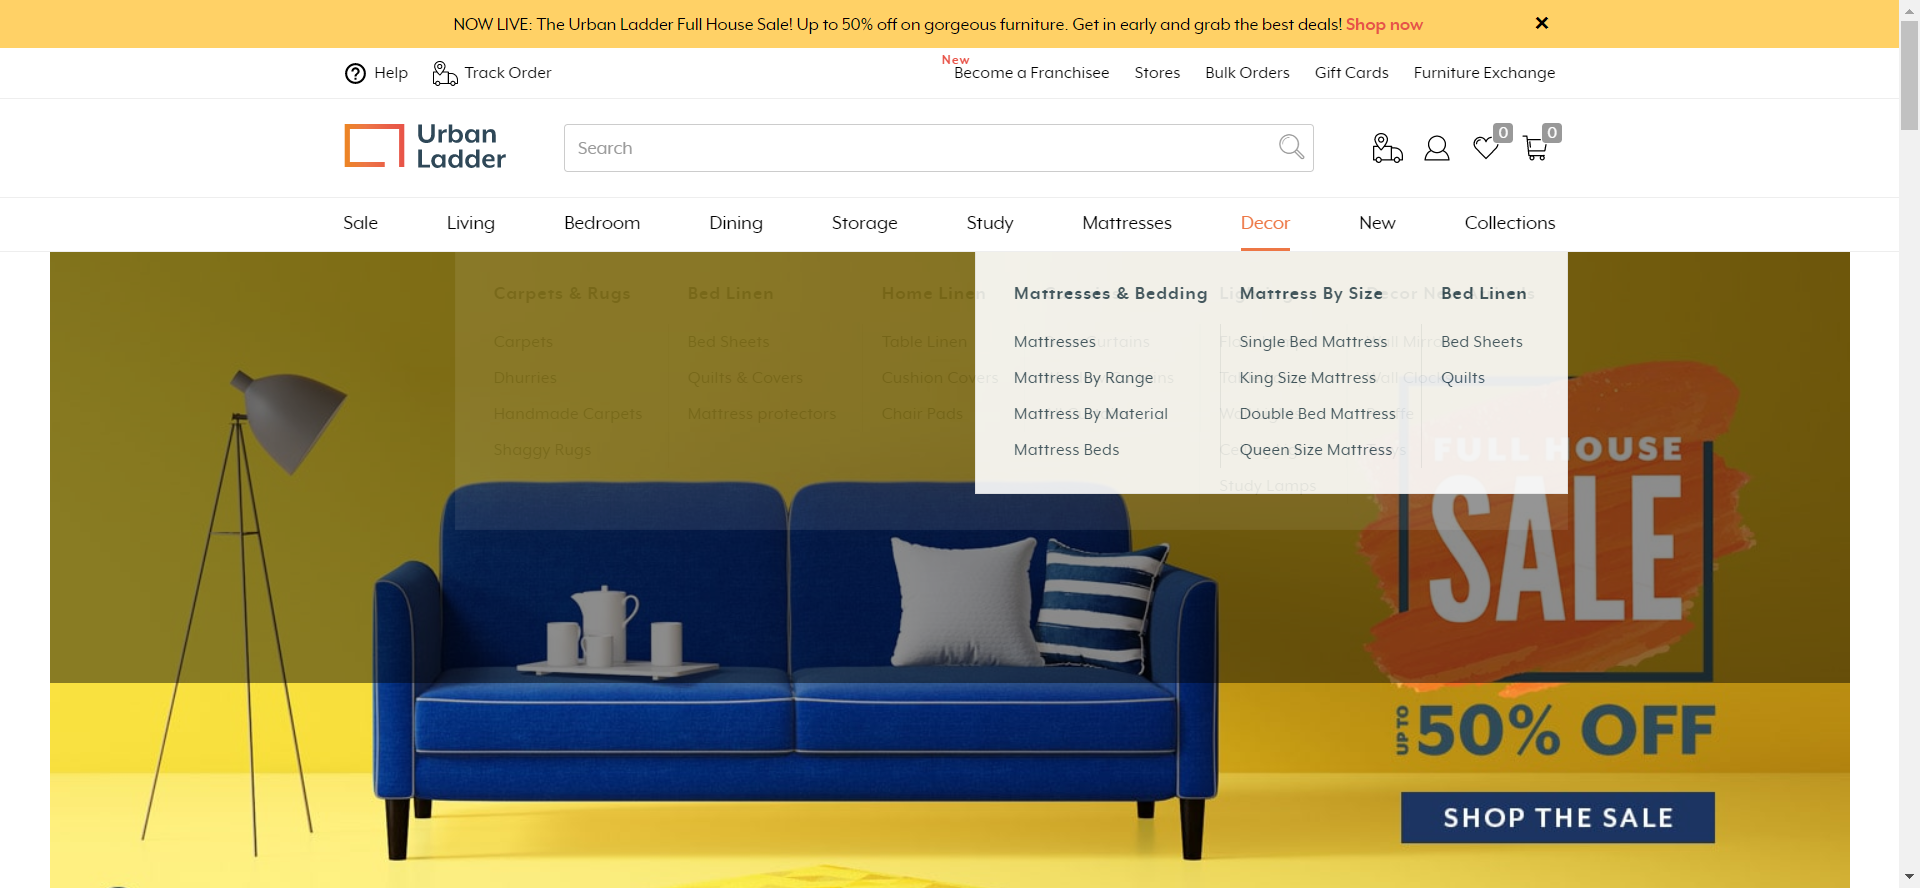 NOW LIVE: The Urban Ladder Full House Sale! Up to 50% off on gorgeous furniture. Get in early and grab the best deals! Shop now
Help
Track Order
New
Become a Franchisee
Stores
Bulk Orders
Gift Cards
Furniture Exchange
Urban
Ladder
Search
0
0
Sale
Living
Bedroom
Dining
Storage
Study
Mattresses
Decor
New
Collections
Carpets & Rugs
Carpets
Dhurries
Handmade Carpets
Shaggy Rugs
Bed Linen
Bed Sheets
Quilts & Covers
Mattress protectors
Home Linen
Table Linen
Cushion Covers
Chair Pads
Mattresses & Bedding
Mattresses
Mattress By Range
Mattress By Material
Mattress Beds
Mattress By Size
Single Bed Mattress
King Size Mattress
Double Bed Mattress
Queen Size Mattress
Study Lamps
Bed Linen
Bed Sheets
Quilts
FULL HOUSE
SALE
UP TO
50% OFF
SHOP THE SALE